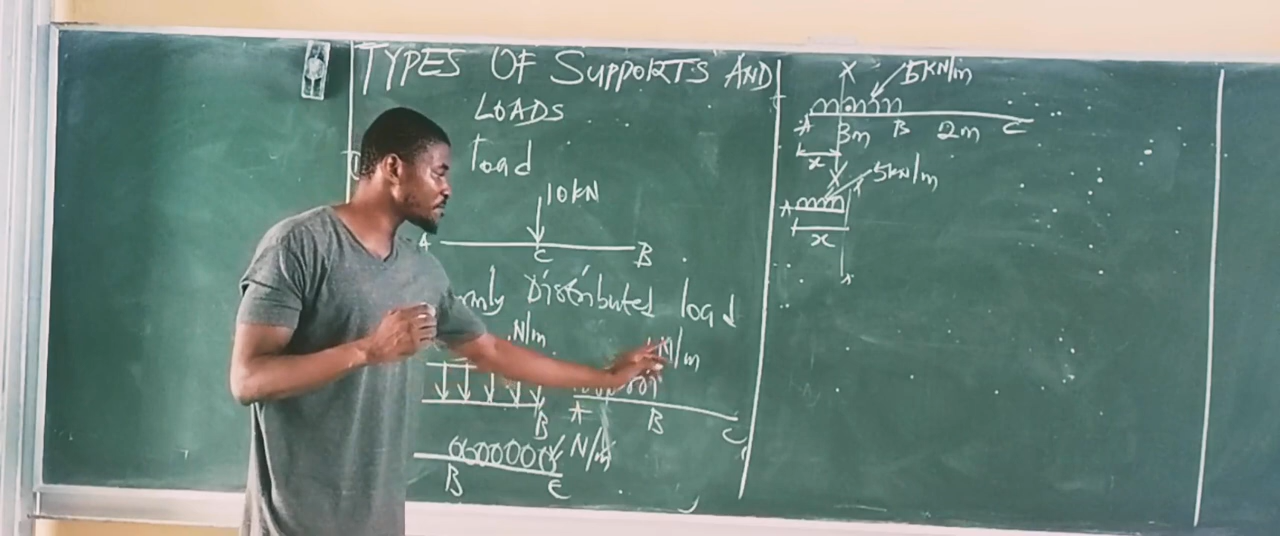 TYPES OF SUPPORTS AND
LOADS
load
10KN
A
C
B
Distributed load
N/m
N/m
B
A
B
C
N/m
B
C
X
5KN/m
A
3m
B
2m
C
x
X
5KN/m
A
x
x